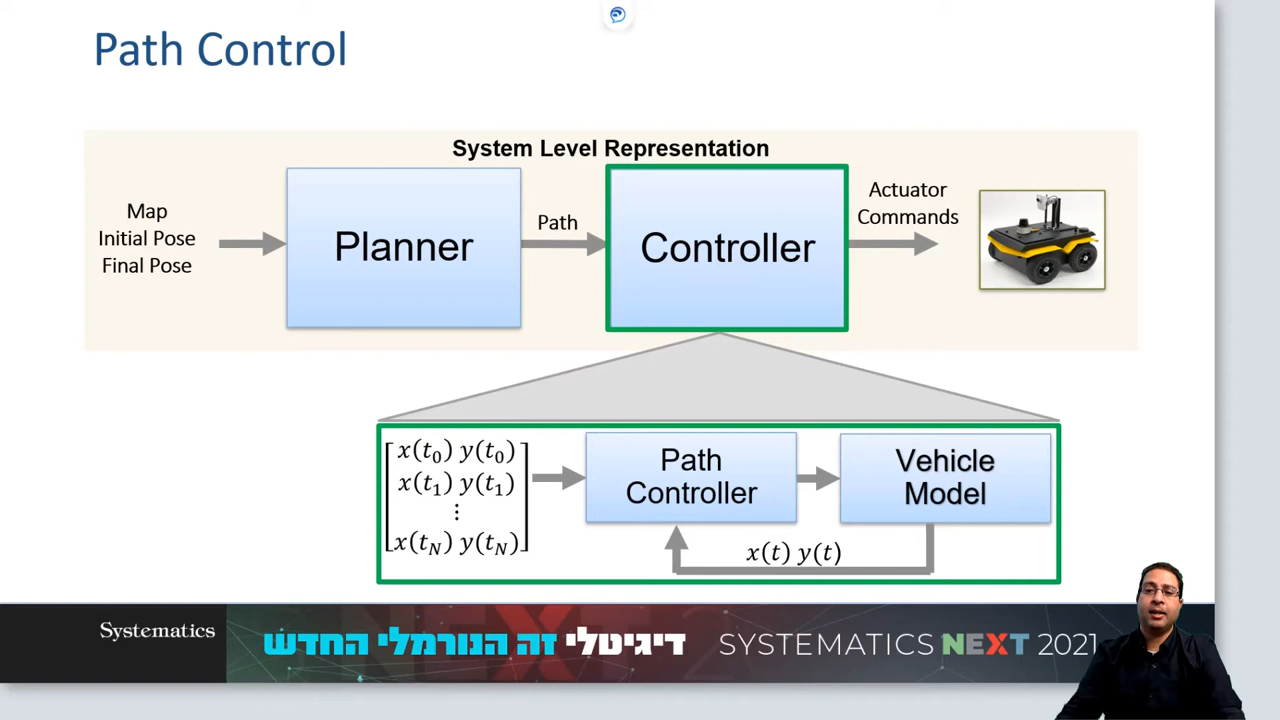 Path Control
System Level Representation
Map
Initial Pose
Final Pose
Planner
Path
Controller
Actuator
Commands
x(t₀) y(t₀)
x(t₁) y(t₁)
⋮
x(t_N) y(t_N)
Path
Controller
Vehicle
Model
x(t) y(t)
Systematics
דיגיטלי זה הנורמלי החדש
SYSTEMATICS NEXT 2021